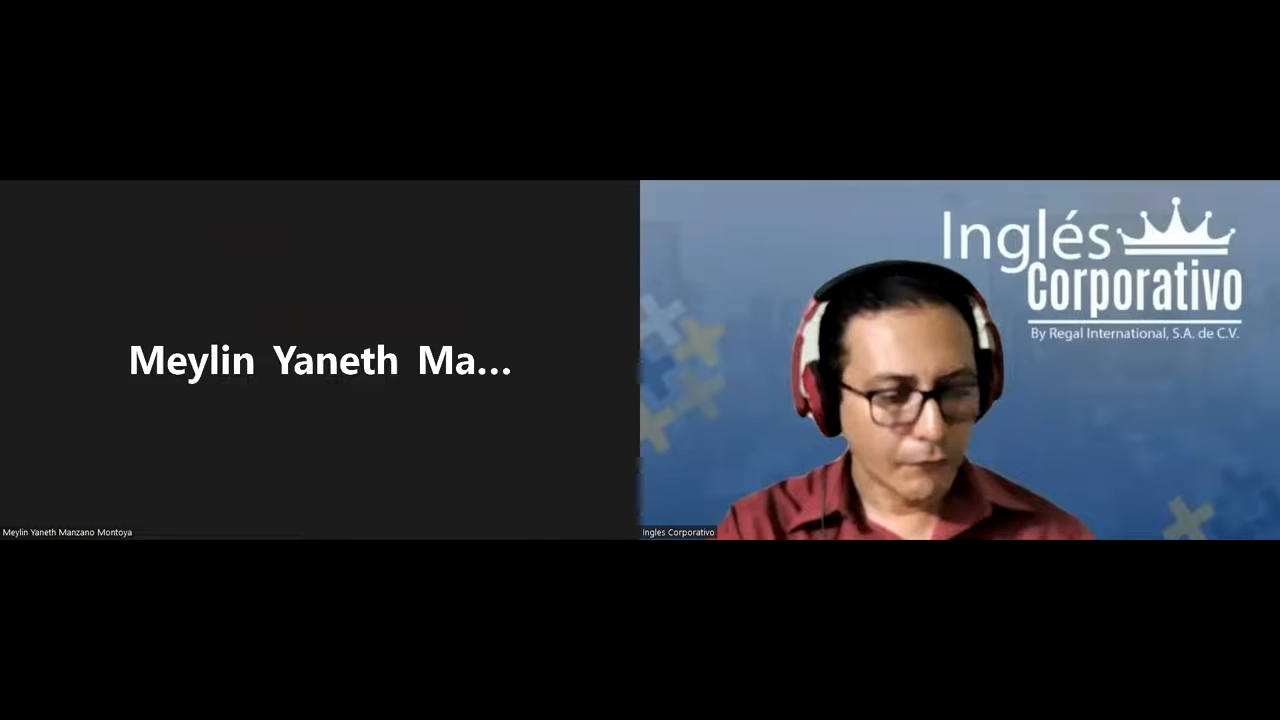 Meylin Yaneth Ma...
Meylin Yaneth Manzano Montoya
Inglés
Corporativo
By Regal International, S.A. de C.V.
Ingles Corporativo